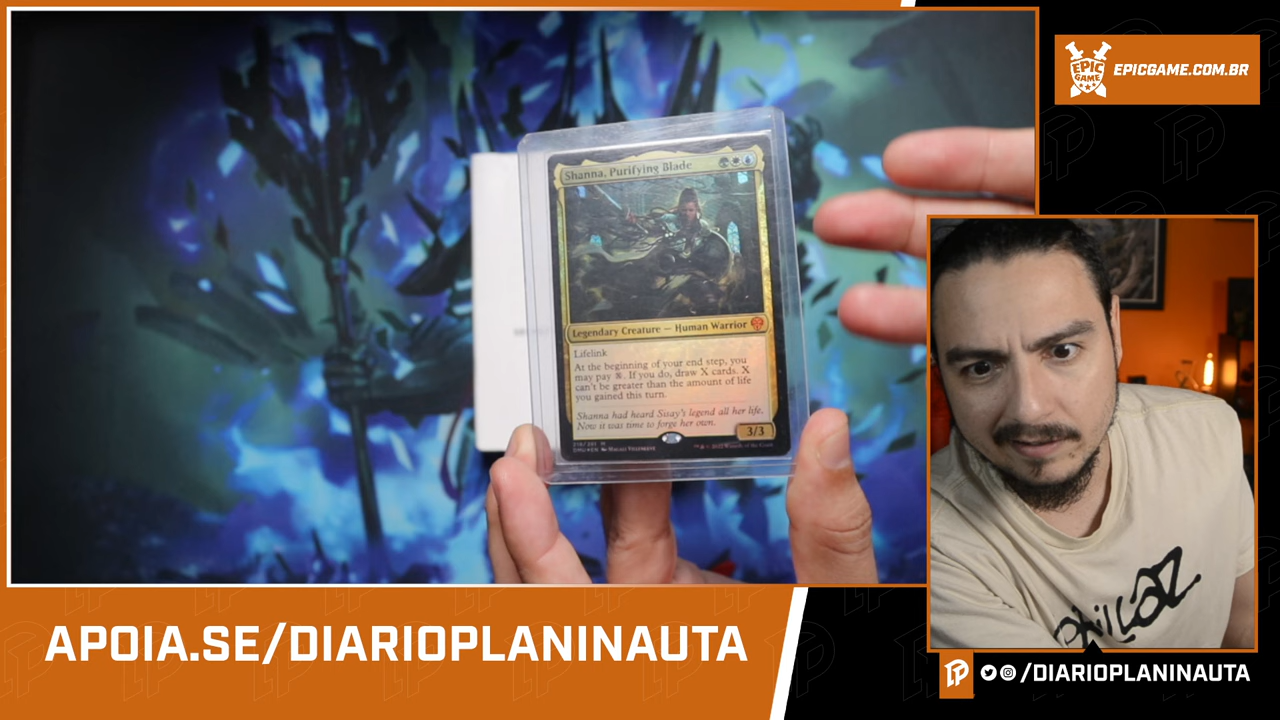 EPIC
GAME
EPICGAME.COM.BR
Shanna, Purifying Blade
Legendary Creature — Human Warrior
Lifelink
At the beginning of your end step, you
may pay X. If you do, draw X cards. X
can't be greater than the amount of life
you gained this turn.
Shanna had heard Sisay's legend all her life.
Now it was time to forge her own.
3/3
APOIA.SE/DIARIOPLANINAUTA
/DIARIOPLANINAUTA